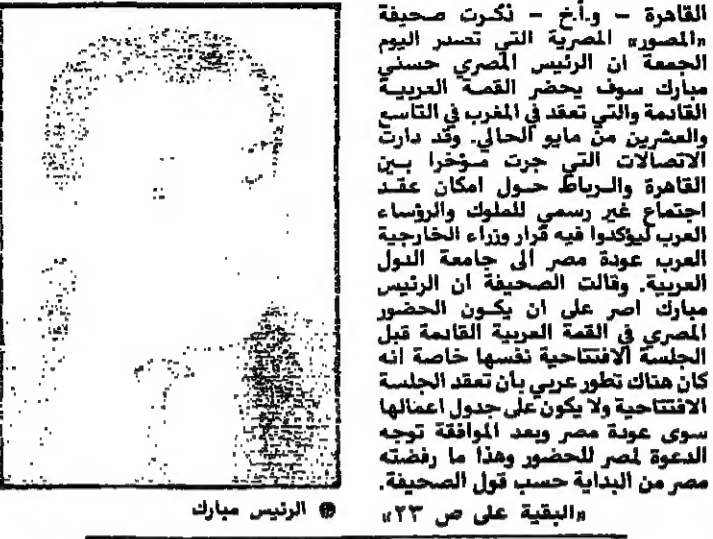 القاهرة - و.أ.خ - ذكرت صحيفة
«المصور» المصرية التي تصدر اليوم
الجمعة ان الرئيس المصري حسني
مبارك سوف يحضر القمة العربية
القادمة والتي تعقد في المغرب في التاسع
والعشرين من مايو الحالي. وقد دارت
الاتصالات التي جرت مؤخرا بين
القاهرة والرباط حول امكان عقد
اجتماع غير رسمي للملوك والرؤساء
العرب ليؤكدوا فيه قرار وزراء الخارجية
العرب عودة مصر الى جامعة الدول
العربية. وقالت الصحيفة ان الرئيس
مبارك اصر على ان يكون الحضور
المصري في القمة العربية القادمة قبل
الجلسة الافتتاحية نفسها خاصة انه
كان هناك تطور عربي بأن تعقد الجلسة
الافتتاحية ولا يكون على جدول اعمالها
سوى عودة مصر وبعد الموافقة توجه
الدعوة لمصر للحضور وهذا ما رفضته
مصر من البداية حسب قول الصحيفة.
«البقية على ص ٢٣»
الرئيس مبارك